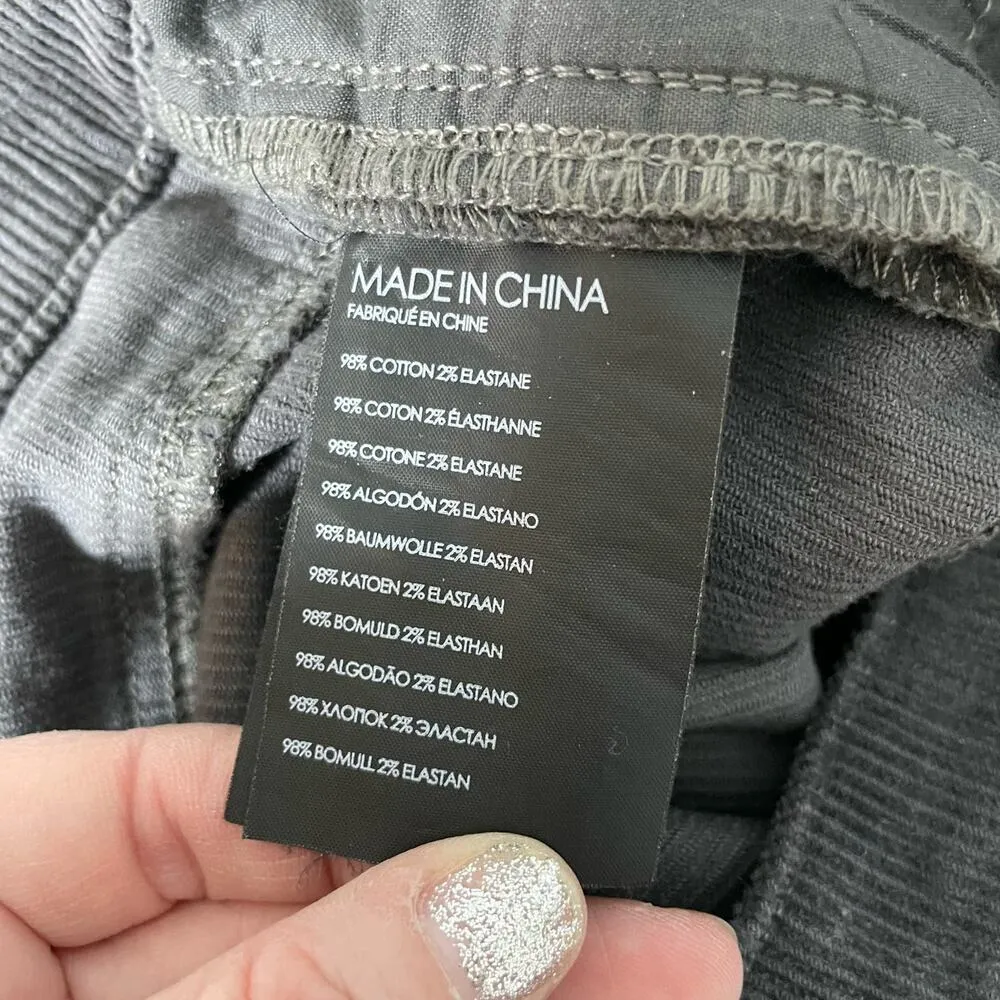 MADE IN CHINA
FABRIQUÉ EN CHINE
98% COTTON 2% ELASTANE
98% COTON 2% ÉLASTHANNE
98% COTONE 2% ELASTANE
98% ALGODÓN 2% ELASTANO
98% BAUMWOLLE 2% ELASTAN
98% KATOEN 2% ELASTAAN
98% BOMULD 2% ELASTHAN
98% ALGODÃO 2% ELASTANO
98% ХЛОПОК 2% ЭЛАСТАН
98% BOMULL 2% ELASTAN